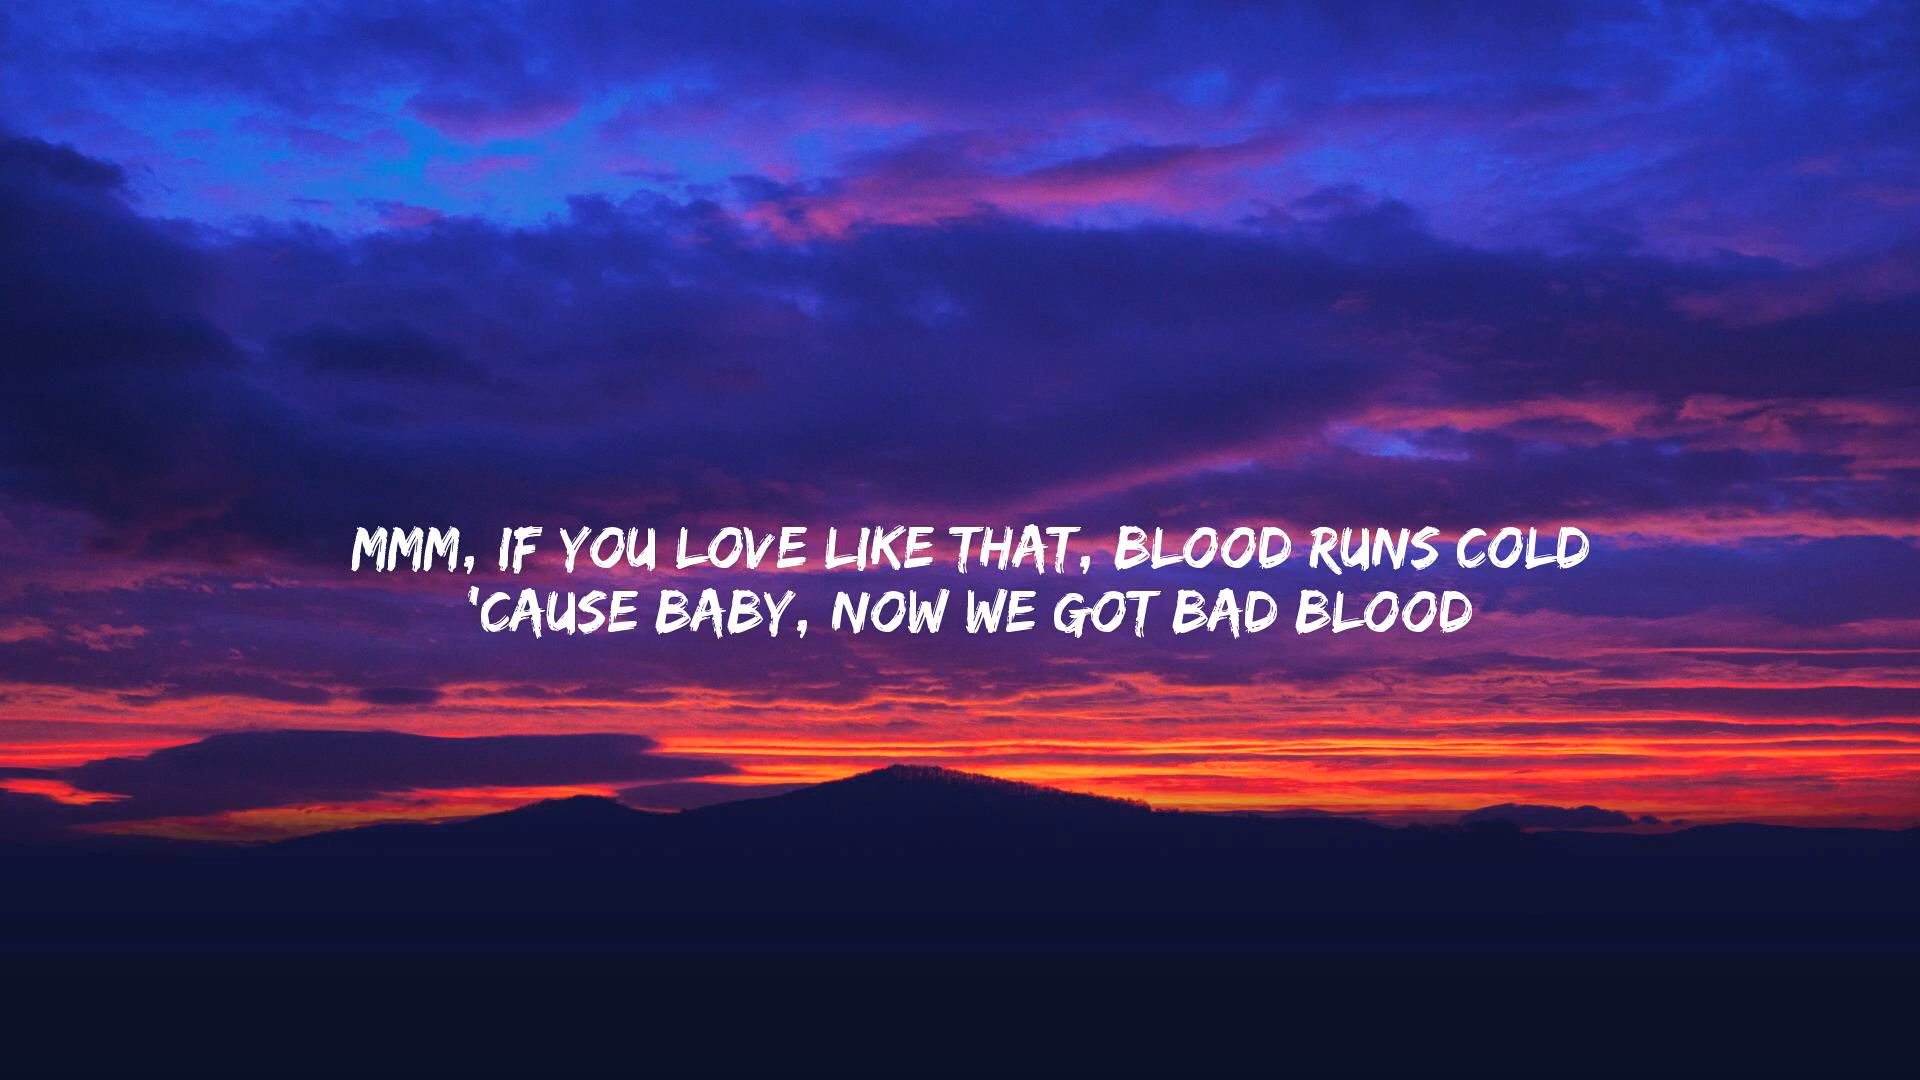 MMM, IF YOU LOVE LIKE THAT, BLOOD RUNS COLD
'CAUSE BABY, NOW WE GOT BAD BLOOD